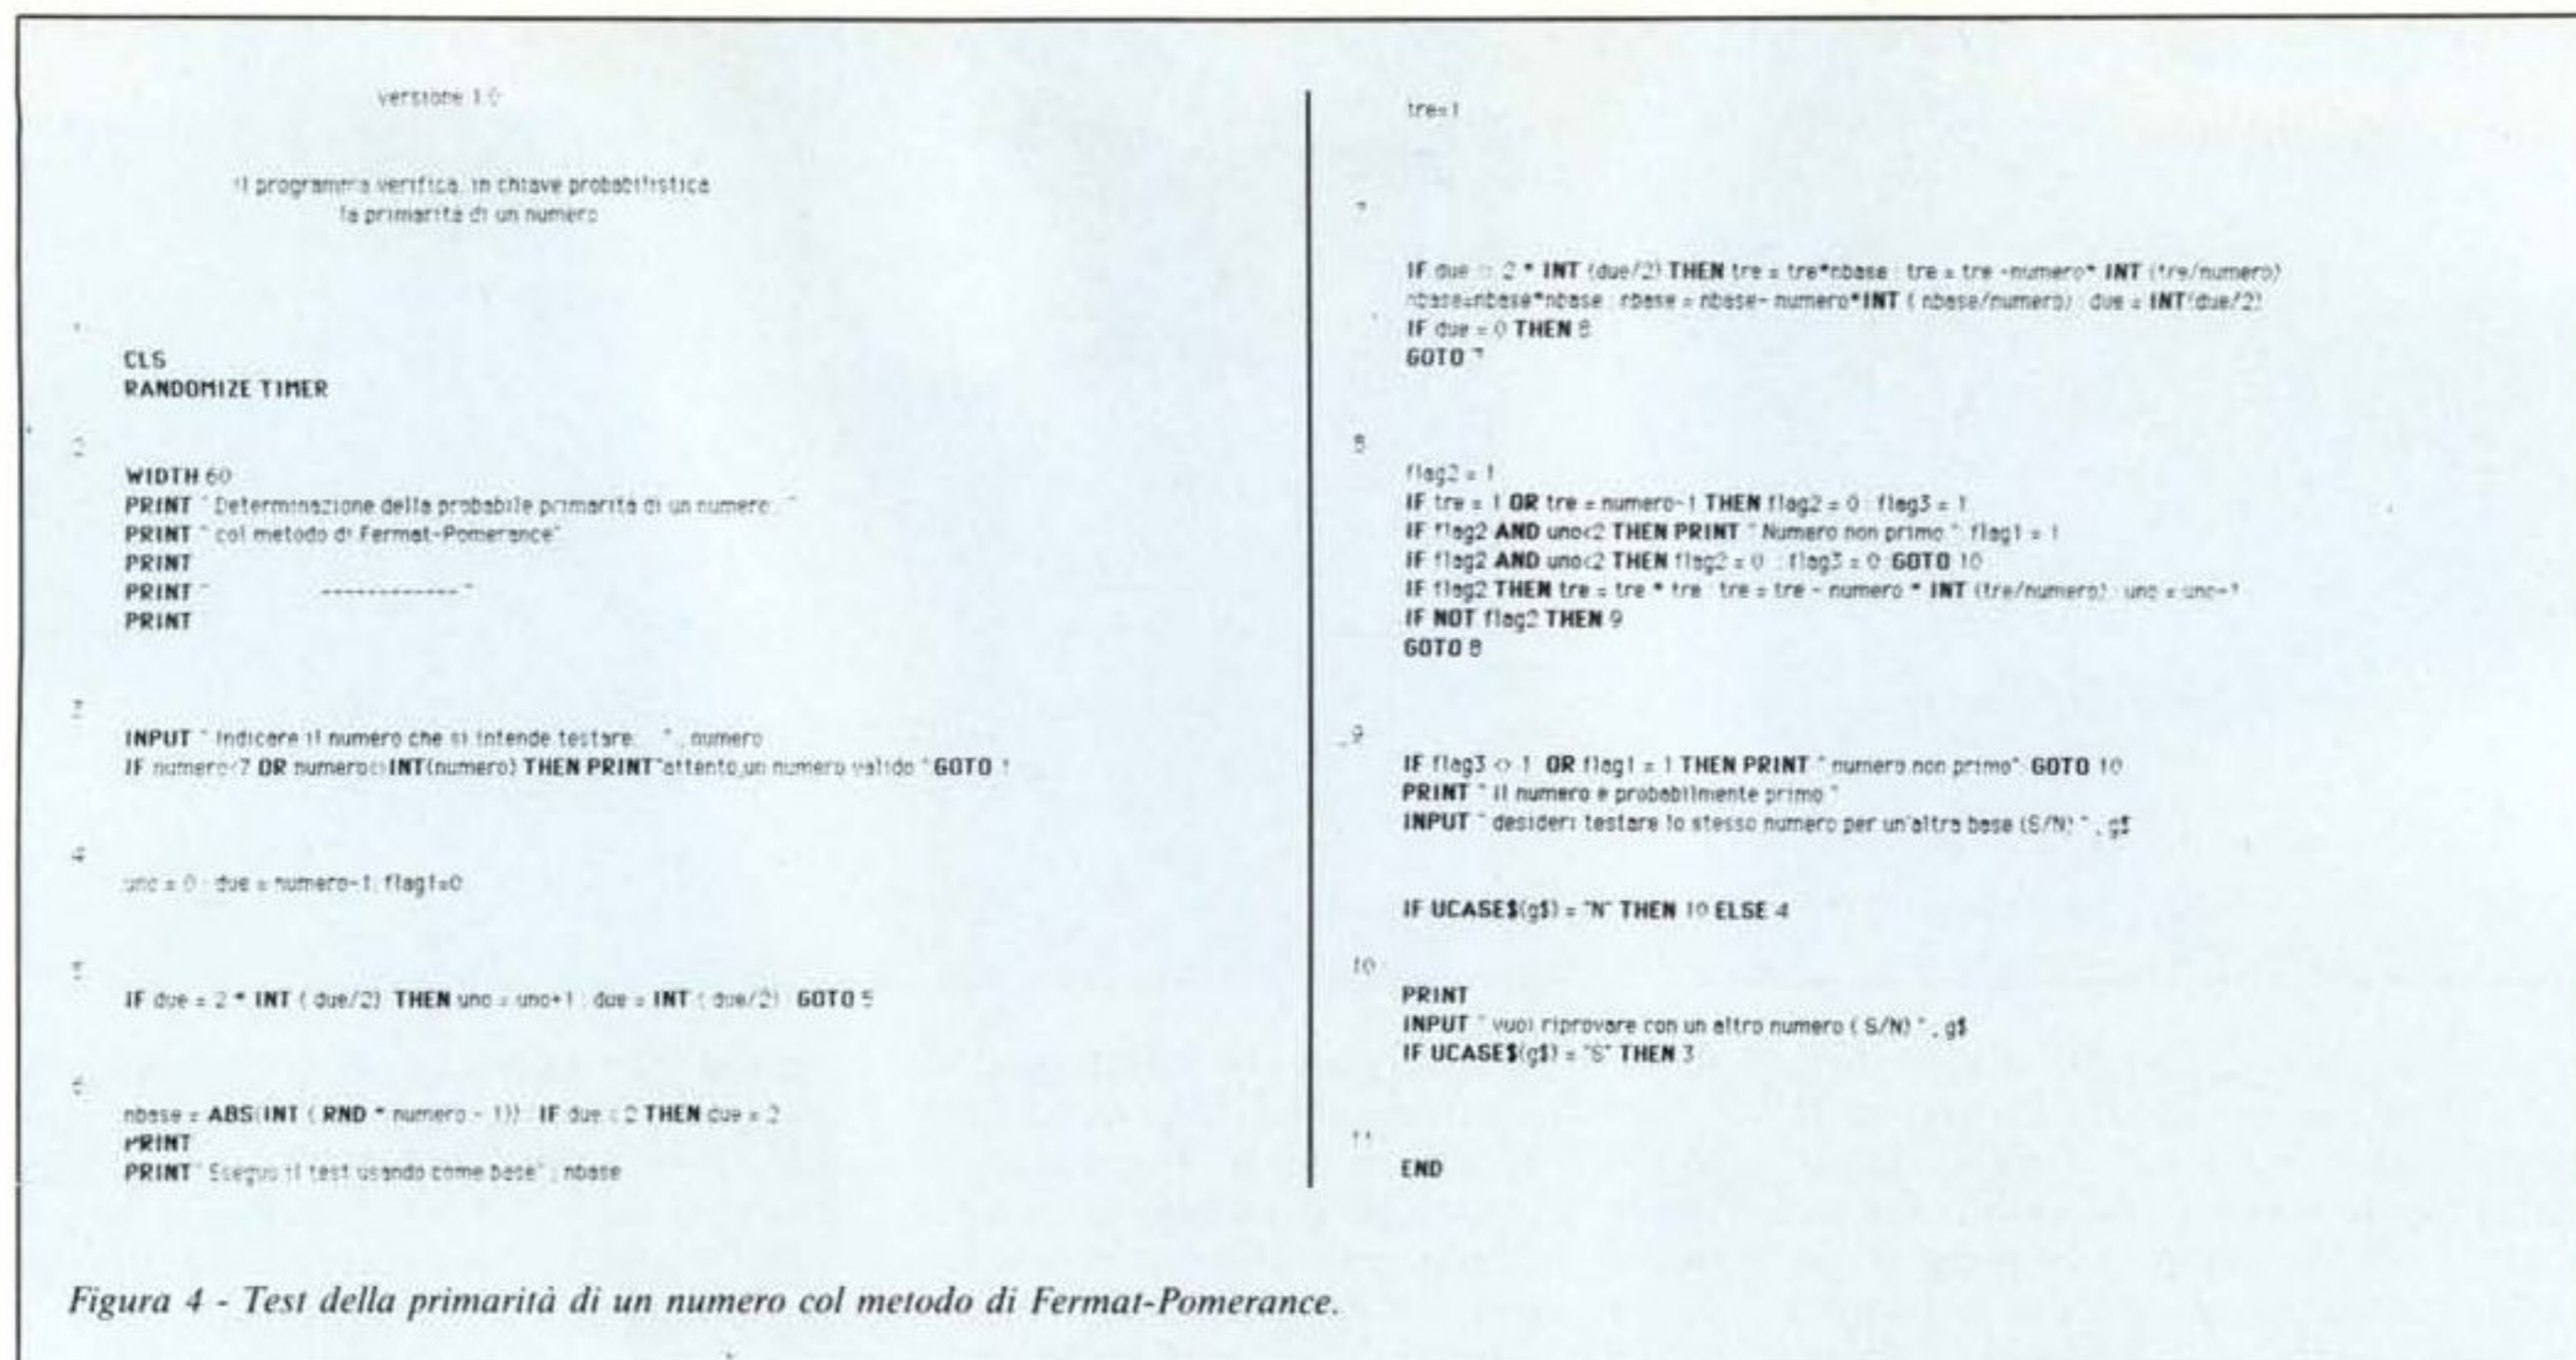 versione 1.0
il programma verifica, in chiave probabilistica
la primarità di un numero
1
CLS
RANDOMIZE TIMER
2
WIDTH 60
PRINT " Determinazione della probabile primarità di un numero "
PRINT " col metodo di Fermat-Pomerance"
PRINT
PRINT " ------------ "
PRINT
3
INPUT " Indicare il numero che si intende testare: " , numero
IF numero<7 OR numero<>INT(numero) THEN PRINT"attento,un numero valido " GOTO 1
4
uno = 0 : due = numero-1: flag1=0
5
IF due = 2 * INT ( due/2) THEN uno = uno+1 : due = INT ( due/2) : GOTO 5
6
nbase = ABS(INT ( RND * numero - 1)) : IF due < 2 THEN due = 2
PRINT
PRINT " Eseguo il test usando come base" ; nbase
tre=1
7
IF due <> 2 * INT (due/2) THEN tre = tre*nbase : tre = tre -numero* INT (tre/numero)
nbase=nbase*nbase : nbase = nbase- numero*INT ( nbase/numero) : due = INT(due/2)
IF due = 0 THEN 8
GOTO 7
8
flag2 = 1
IF tre = 1 OR tre = numero-1 THEN flag2 = 0 : flag3 = 1
IF flag2 AND uno<2 THEN PRINT " Numero non primo ": flag1 = 1
IF flag2 AND uno<2 THEN flag2 = 0 : flag3 = 0: GOTO 10
IF flag2 THEN tre = tre * tre : tre = tre - numero * INT (tre/numero) : uno = uno-1
IF NOT flag2 THEN 9
GOTO 8
9
IF flag3 <> 1 OR flag1 = 1 THEN PRINT " numero non primo": GOTO 10
PRINT " Il numero e probabilmente primo "
INPUT " desideri testare lo stesso numero per un'altra base (S/N) " , g$
IF UCASE$(g$) = "N" THEN 10 ELSE 4
10
PRINT
INPUT " vuoi riprovare con un altro numero ( S/N) " , g$
IF UCASE$(g$) = "S" THEN 3
11
END
Figura 4 - Test della primarità di un numero col metodo di Fermat-Pomerance.